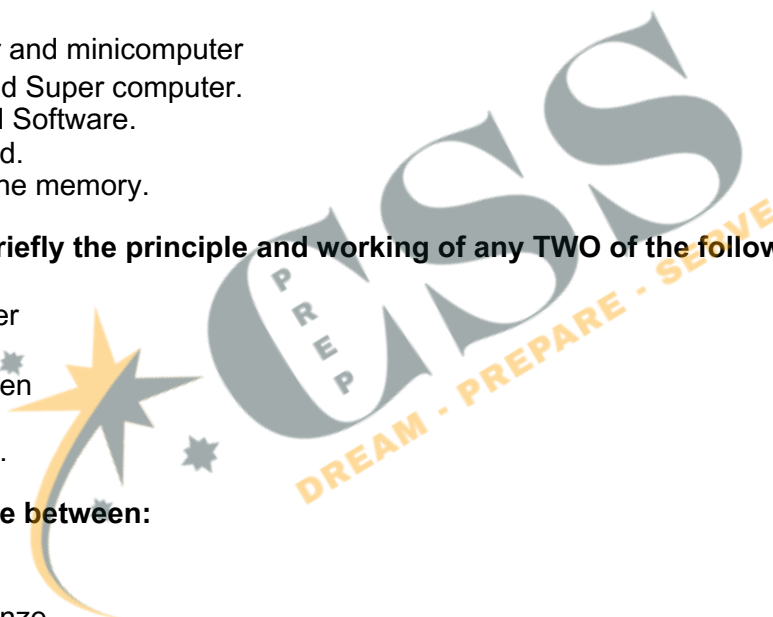 r and minicomputer
d Super computer.
d Software.
d.
he memory.
riefly the principle and working of any TWO of the follow
er
en
.
e between:
CSS
PREP
DREAM - PREPARE - SERVE